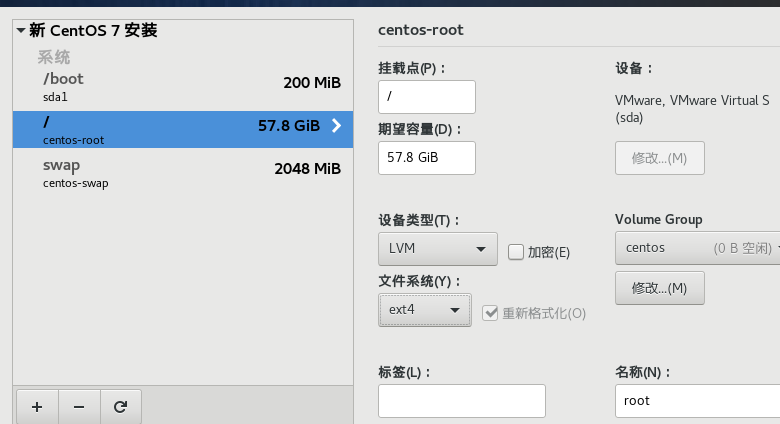 新 CentOS 7 安装
系统
/boot 200 MiB
sda1
/ 57.8 GiB
centos-root
swap 2048 MiB
centos-swap
centos-root
挂载点(P)：
/
期望容量(D)：
57.8 GiB
设备：
VMware, VMware Virtual S
(sda)
修改...(M)
设备类型(T)：
LVM
加密(E)
文件系统(Y)：
ext4
重新格式化(O)
Volume Group
centos (0 B 空闲)
修改...(M)
标签(L)：
名称(N)：
root